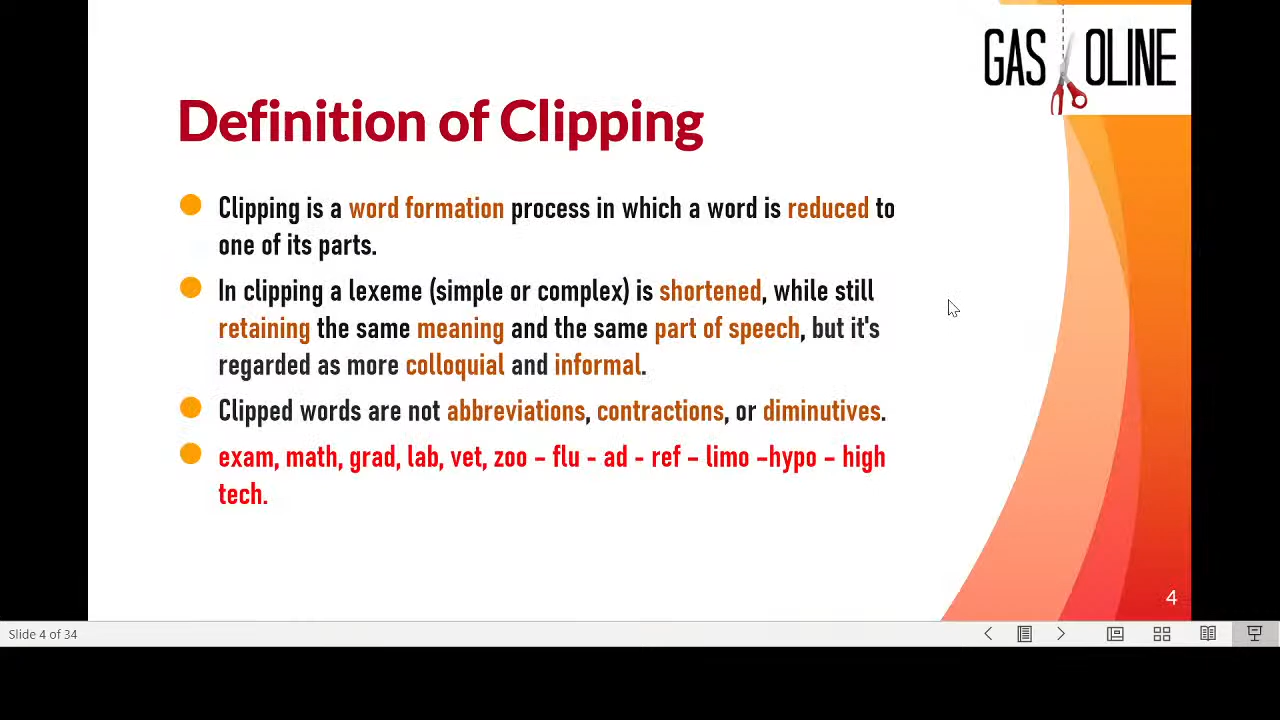 GAS OLINE
Definition of Clipping
Clipping is a word formation process in which a word is reduced to
one of its parts.
In clipping a lexeme (simple or complex) is shortened, while still
retaining the same meaning and the same part of speech, but it's
regarded as more colloquial and informal.
Clipped words are not abbreviations, contractions, or diminutives.
exam, math, grad, lab, vet, zoo – flu - ad - ref – limo –hypo – high
tech.
4
Slide 4 of 34